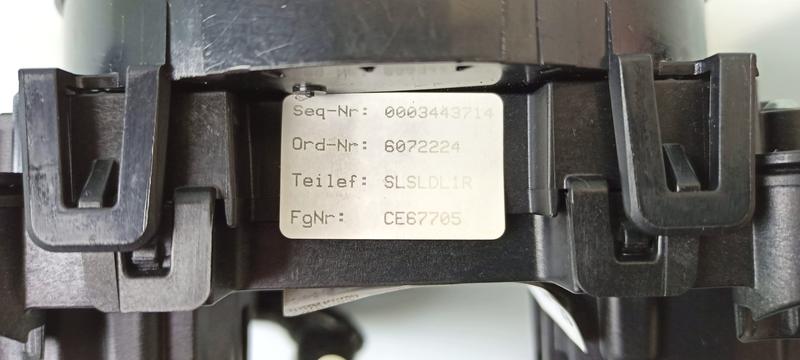 Seq-Nr: 0003443714
Ord-Nr: 6072224
Teilef: SLSLDL1R
FgNr: CE67705